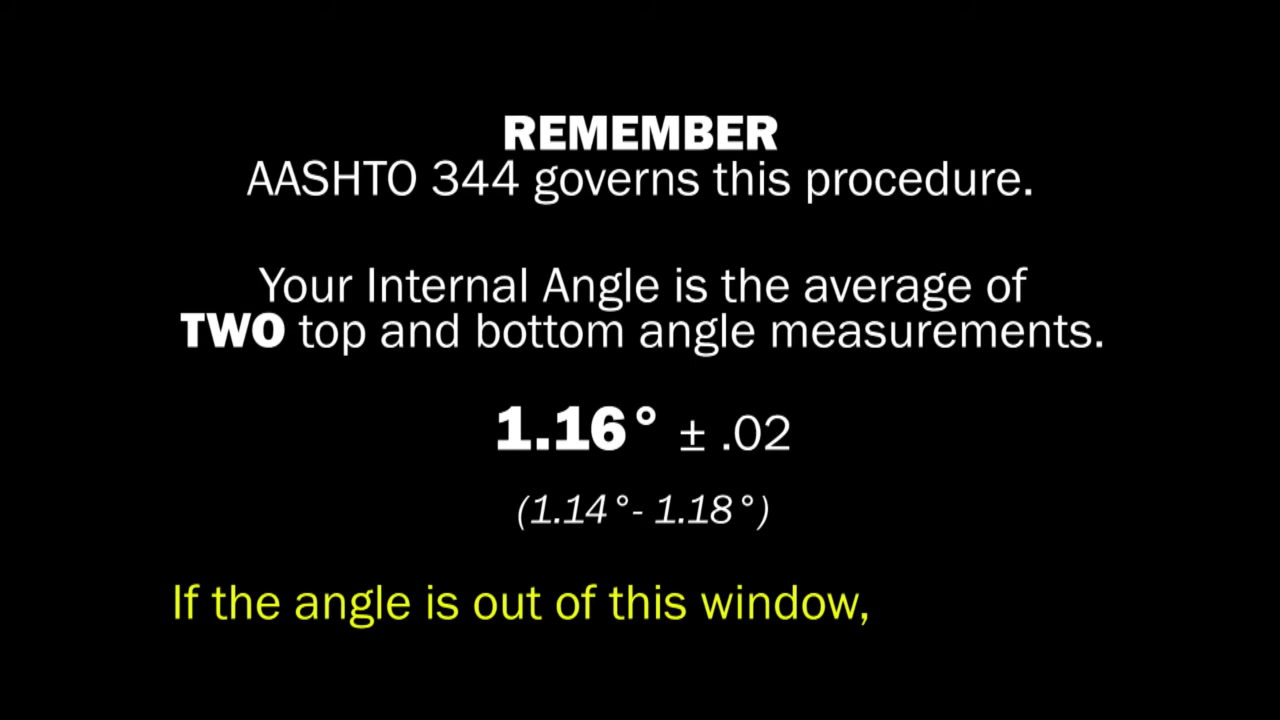 REMEMBER
AASHTO 344 governs this procedure.
Your Internal Angle is the average of
TWO top and bottom angle measurements.
1.16° ± .02
(1.14°- 1.18°)
If the angle is out of this window,